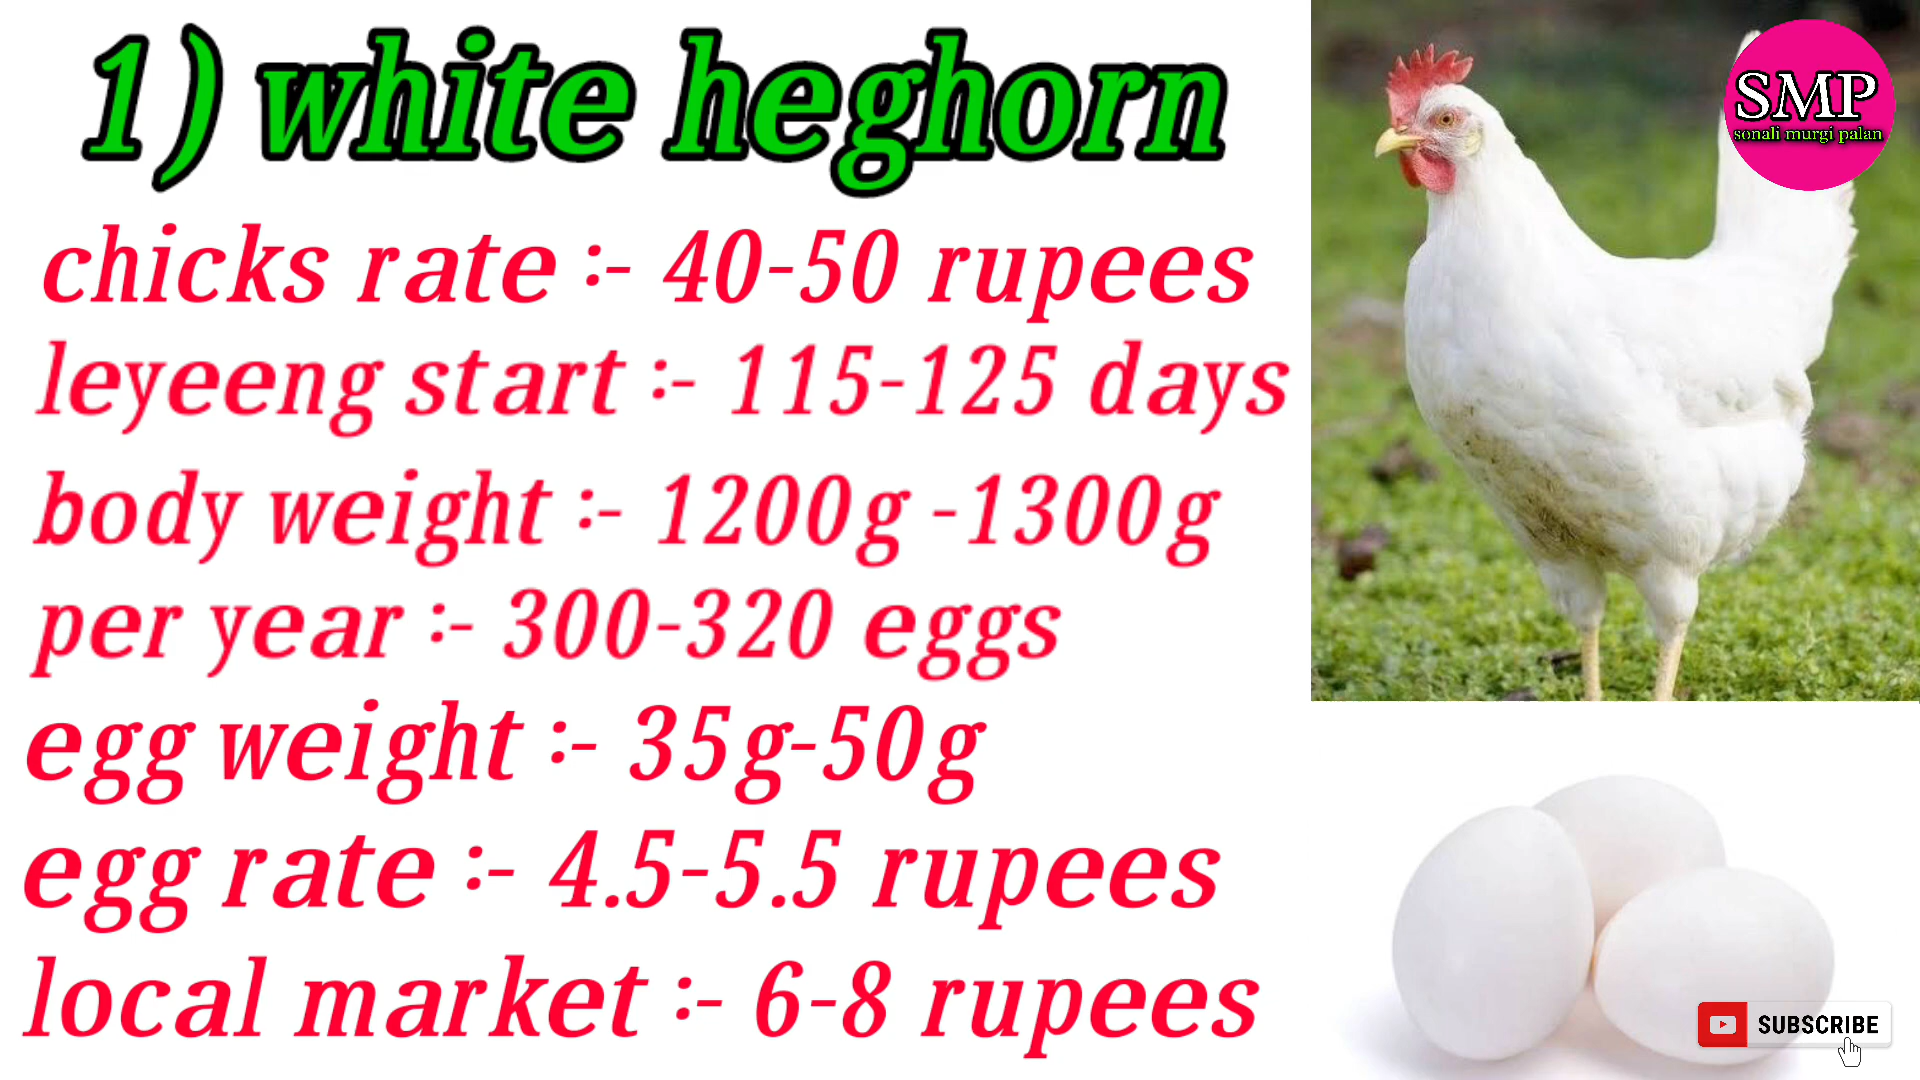 1) white heghorn
chicks rate :- 40-50 rupees
leyeeng start :- 115-125 days
body weight :- 1200g -1300g
per year :- 300-320 eggs
egg weight :- 35g-50g
egg rate :- 4.5-5.5 rupees
local market :- 6-8 rupees
SMP
sonali murgi palan
SUBSCRIBE